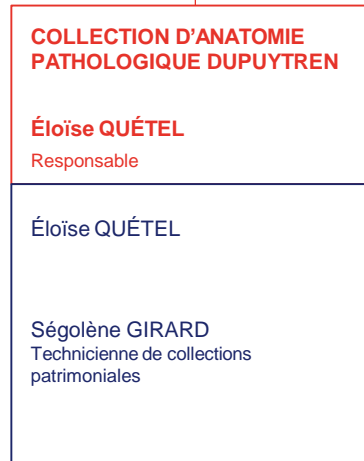 COLLECTION D'ANATOMIE
PATHOLOGIQUE DUPUYTREN
Éloïse QUÉTEL
Responsable
Éloïse QUÉTEL
Ségolène GIRARD
Technicienne de collections
patrimoniales